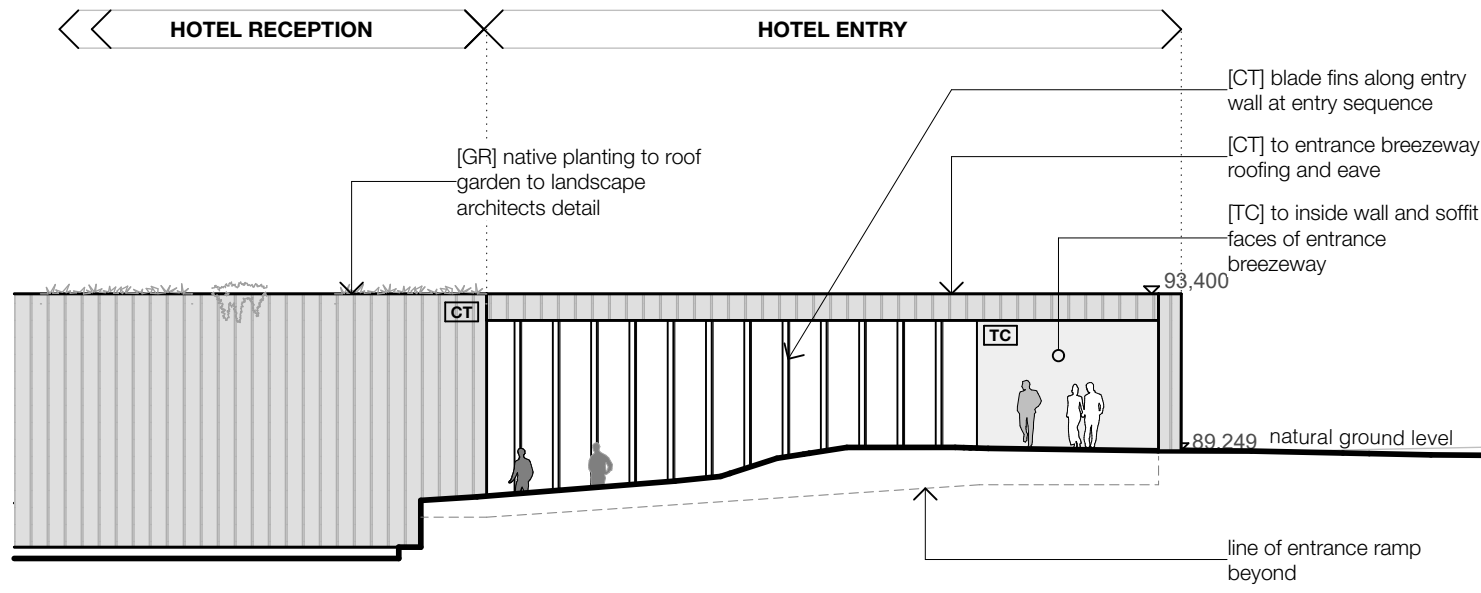 HOTEL RECEPTION
HOTEL ENTRY
[CT] blade fins along entry
wall at entry sequence
[GR] native planting to roof
garden to landscape
architects detail
[CT] to entrance breezeway
roofing and eave
[TC] to inside wall and soffit
faces of entrance
breezeway
93,400
CT
TC
89,249
natural ground level
line of entrance ramp
beyond